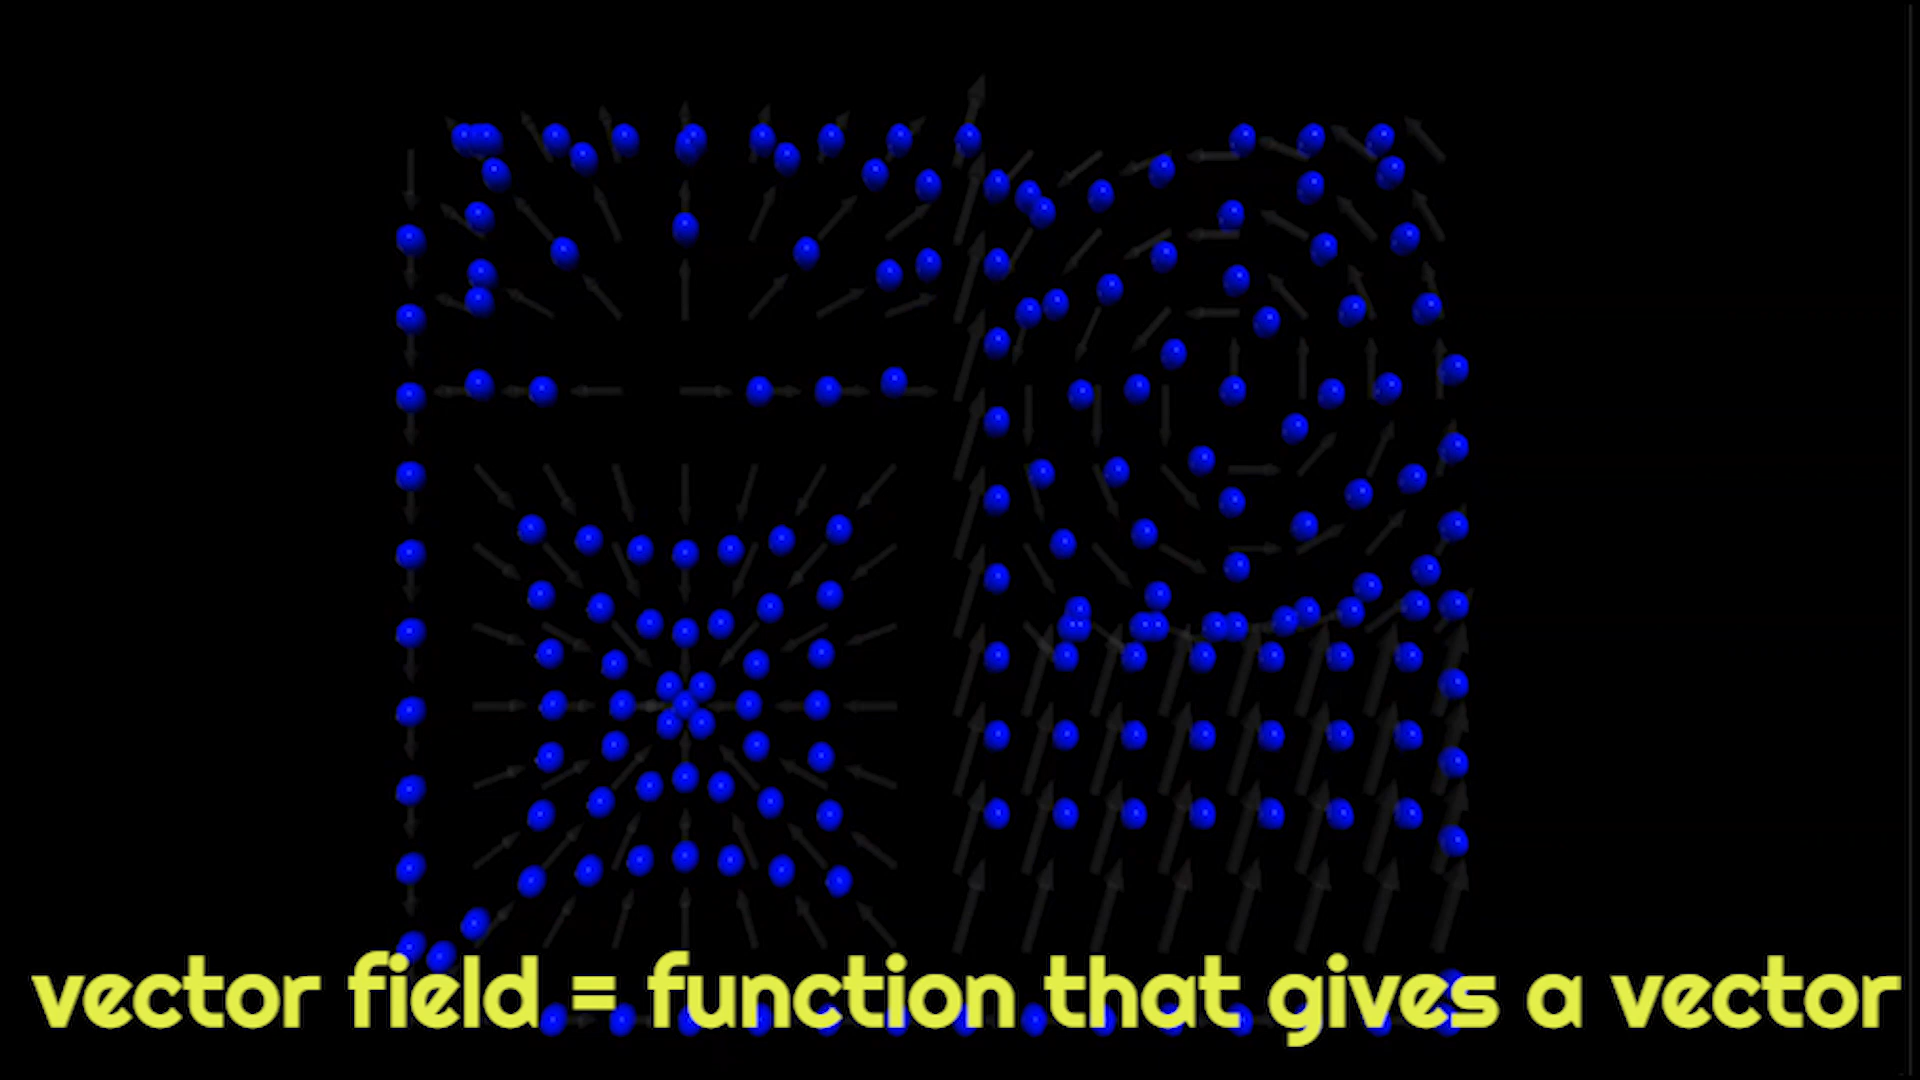 vector field = function that gives a vector